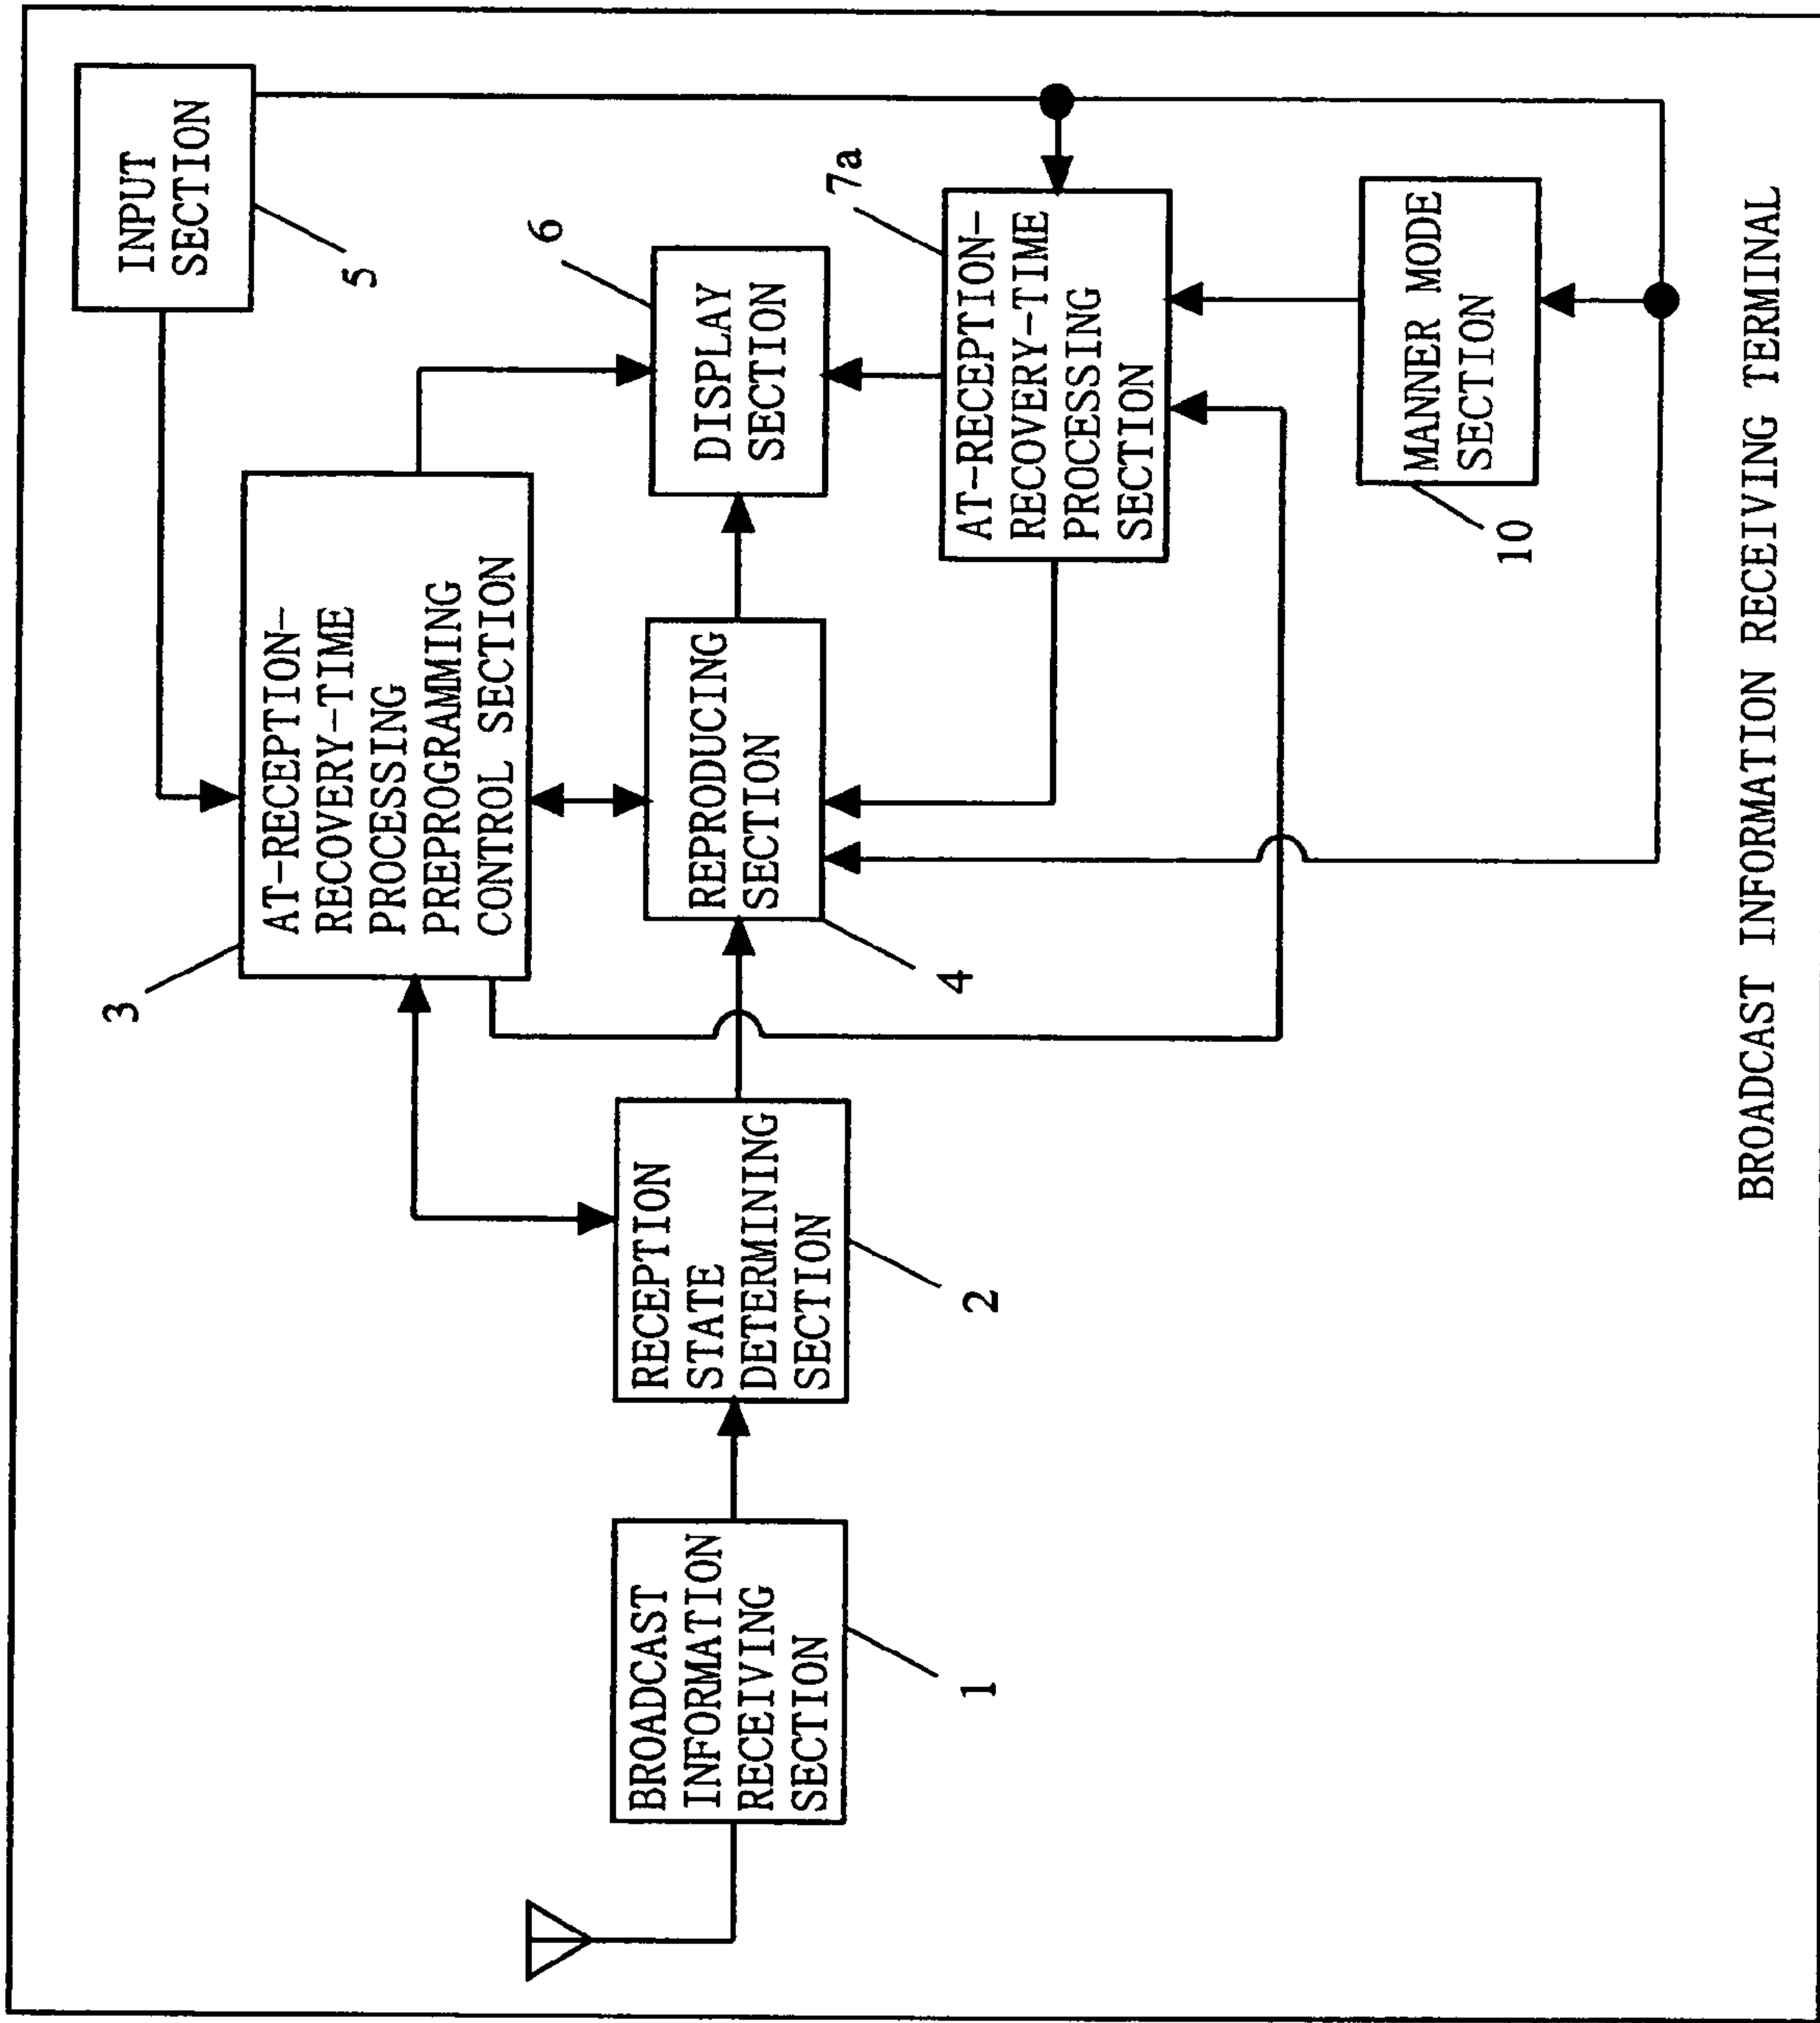 INPUT
SECTION
5
3
AT-RECEPTION-
RECOVERY-TIME
PROCESSING
PREPROGRAMING
CONTROL SECTION
6
DISPLAY
SECTION
BROADCAST
INFORMATION
RECEIVING
SECTION
1
RECEPTION
STATE
DETERMINING
SECTION
2
REPRODUCING
SECTION
4
7a
AT-RECEPTION-
RECOVERY-TIME
PROCESSING
SECTION
MANNER MODE
SECTION
10
BROADCAST INFORMATION RECEIVING TERMINAL